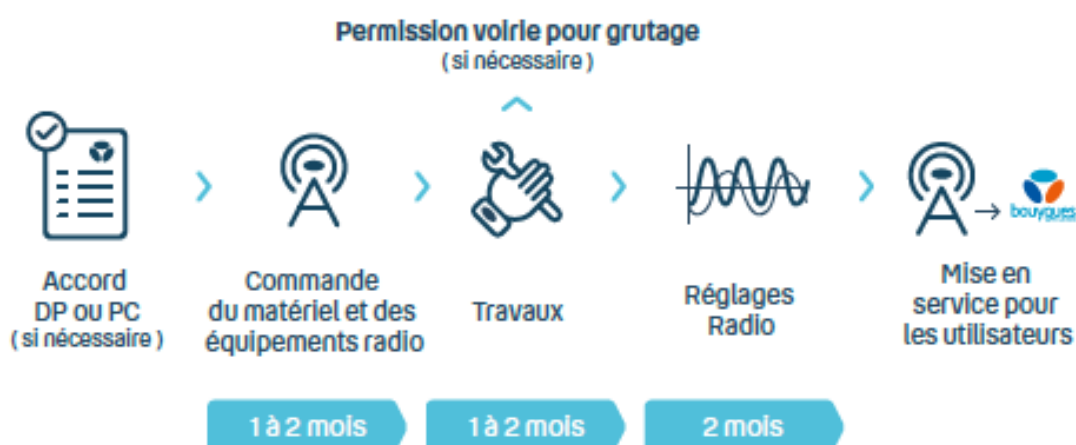 Permission voirie pour grutage
( si nécessaire )
Accord
DP ou PC
( si nécessaire )
Commande
du matériel et des
équipements radio
Travaux
Réglages
Radio
bouygues
Mise en
service pour
les utilisateurs
1 à 2 mois
1 à 2 mois
2 mois